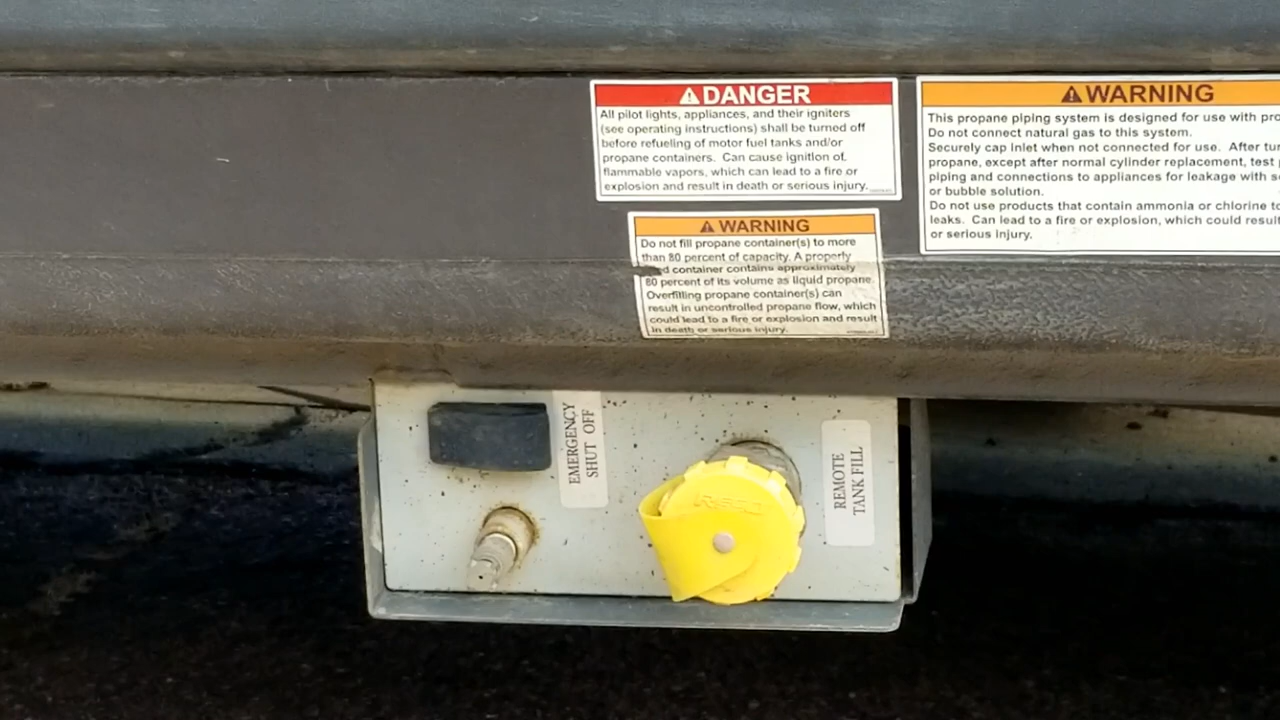 DANGER
All pilot lights, appliances, and their igniters
(see operating instructions) shall be turned off
before refueling of motor fuel tanks and/or
propane containers. Can cause ignition of
flammable vapors, which can lead to a fire or
explosion and result in death or serious injury.
WARNING
This propane piping system is designed for use with pro
Do not connect natural gas to this system.
Securely cap Inlet when not connected for use. After tur
propane, except after normal cylinder replacement, test
piping and connections to appliances for leakage with s
or bubble solution.
Do not use products that contain ammonia or chlorine to
leaks. Can lead to a fire or explosion, which could result
or serious injury.
WARNING
Do not fill propane container(s) to more
than 80 percent of capacity. A properly
container contains approximately
80 percent of its volume as liquid propane.
Overfilling propane container(s) can
result in uncontrolled propane flow, which
could lead to a fire or explosion and result
in death or serious injury.
EMERGENCY
SHUT OFF
REMOTE
TANK FILL